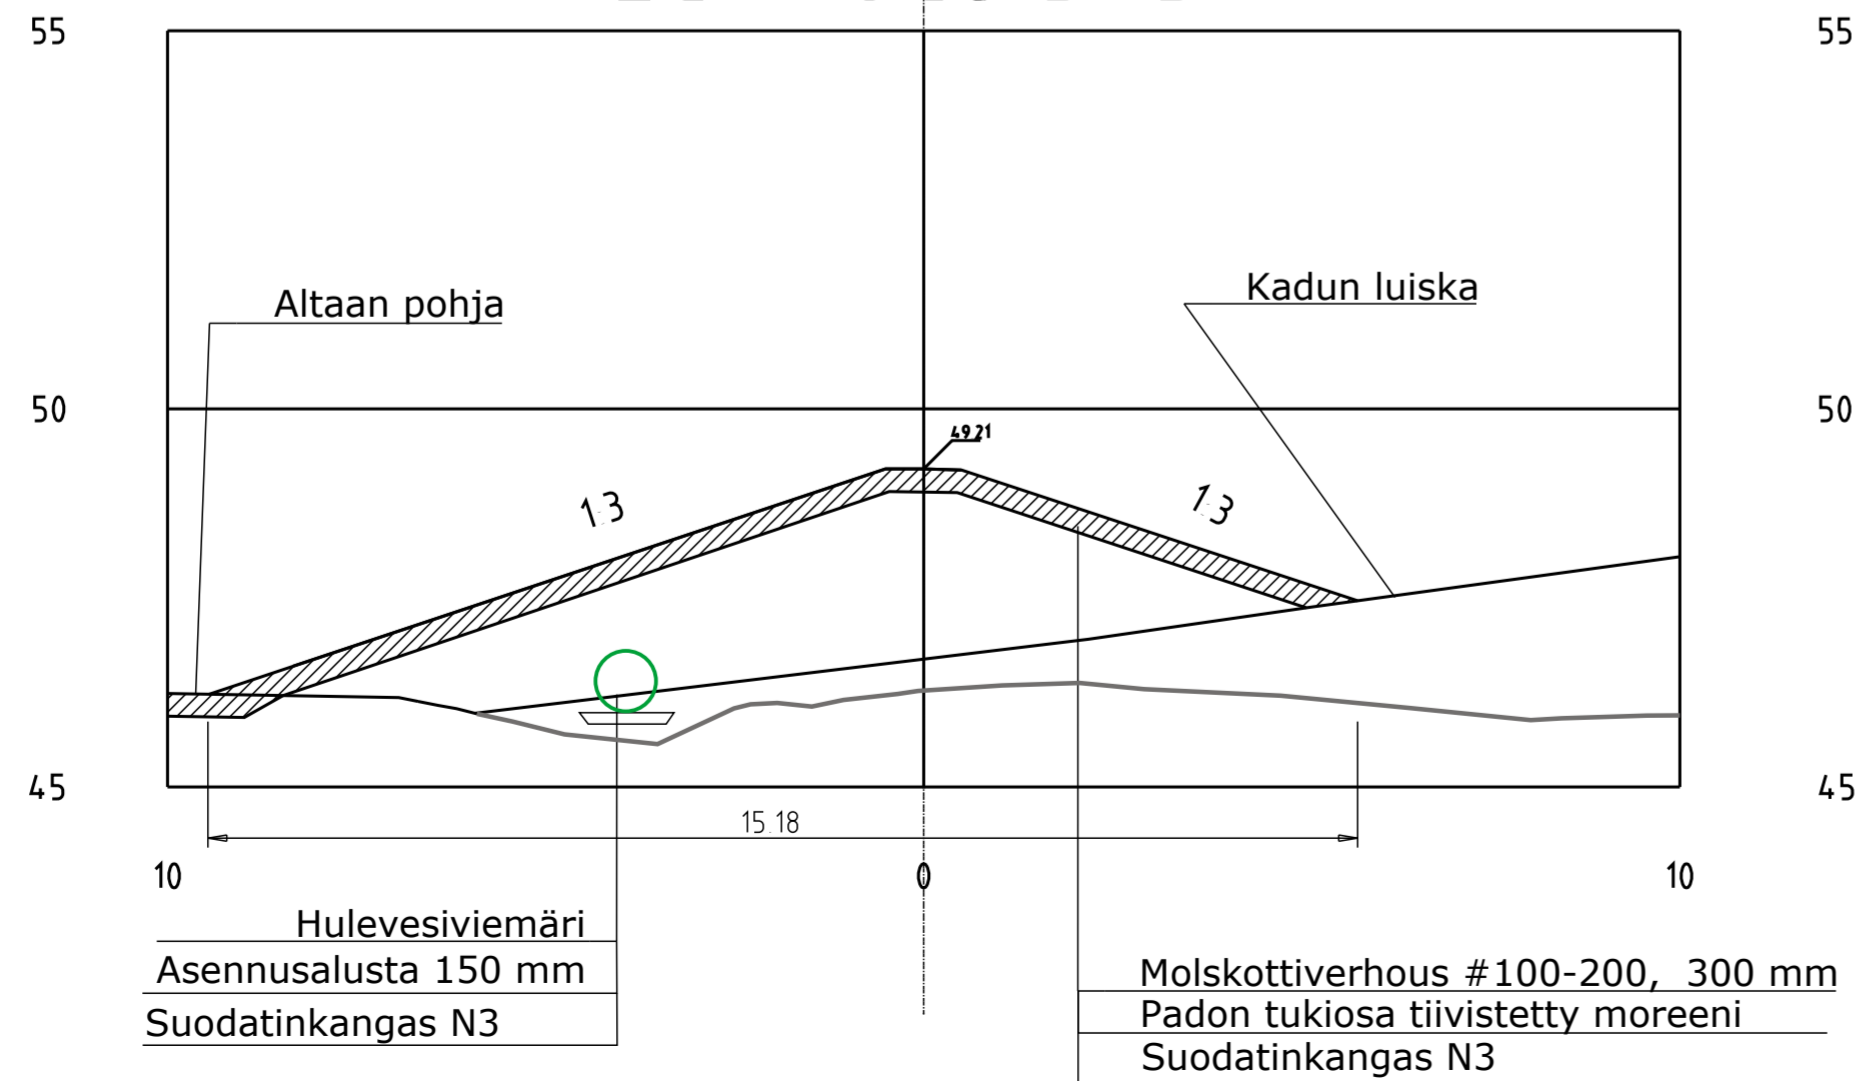 55 55
Altaan pohja
Kadun luiska
50 50
49.21
1:3
1:3
45 45
15.18
10 0 10
Hulevesiviemäri
Asennusalusta 150 mm
Suodatinkangas N3
Molskottiverhous #100-200, 300 mm
Padon tukiosa tiivistetty moreeni
Suodatinkangas N3